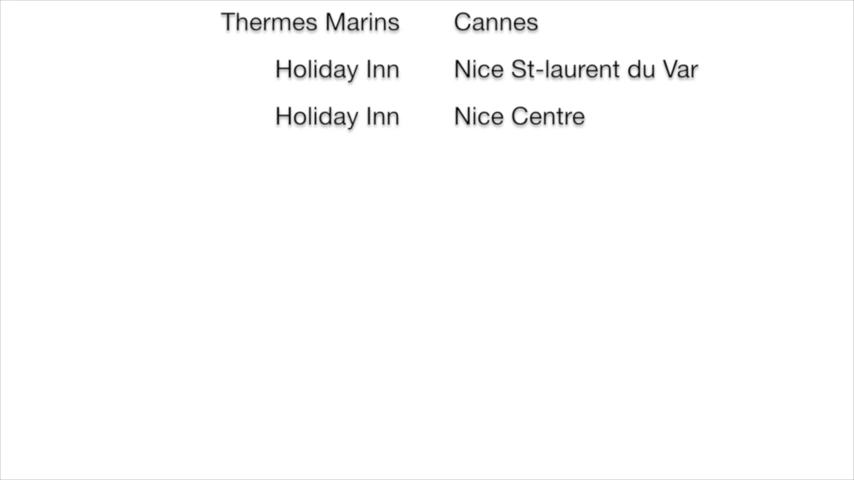 Thermes Marins Cannes
Holiday Inn Nice St-laurent du Var
Holiday Inn Nice Centre